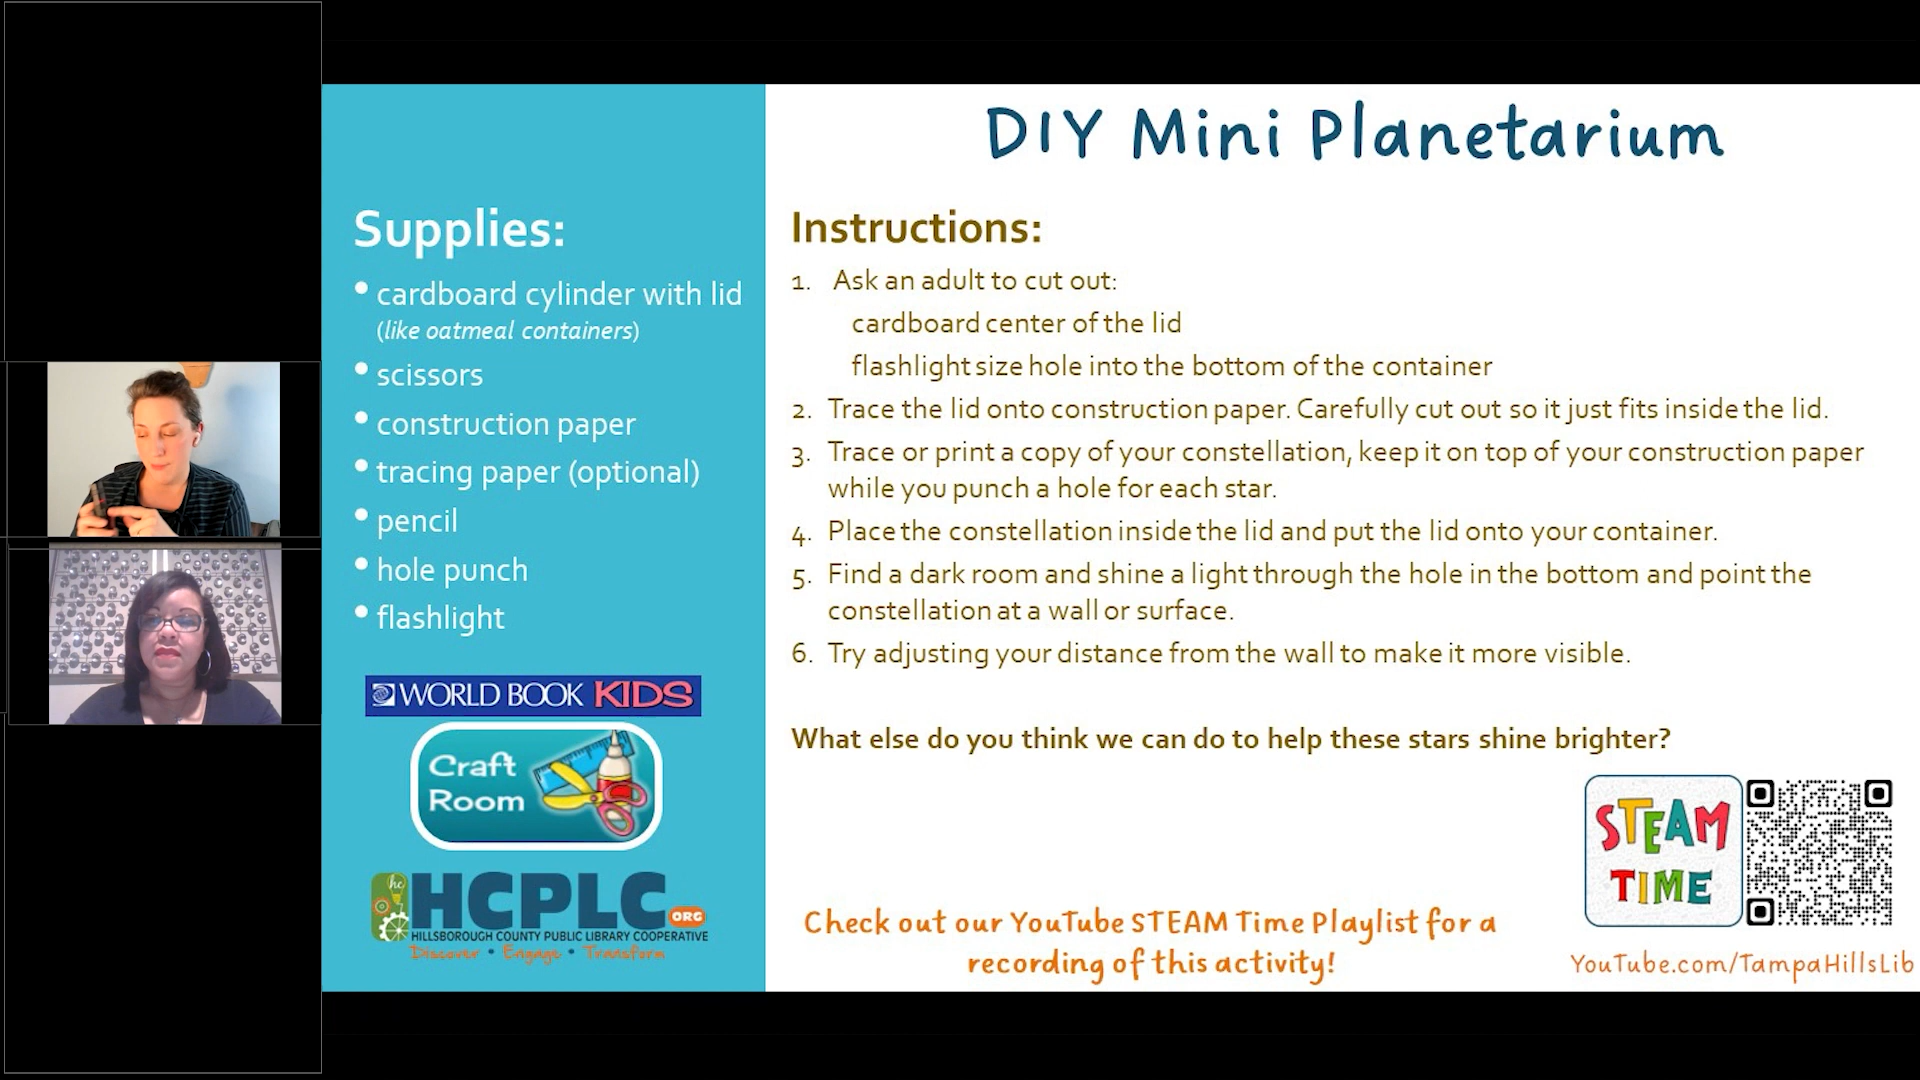 DIY Mini Planetarium
Supplies:
• cardboard cylinder with lid
(like oatmeal containers)
• scissors
• construction paper
• tracing paper (optional)
• pencil
• hole punch
• flashlight
WORLD BOOK KIDS
Craft
Room
hc
HCPLC
ORG
HILLSBOROUGH COUNTY PUBLIC LIBRARY COOPERATIVE
Discover • Engage • Transform
Instructions:
1. Ask an adult to cut out:
cardboard center of the lid
flashlight size hole into the bottom of the container
2. Trace the lid onto construction paper. Carefully cut out so it just fits inside the lid.
3. Trace or print a copy of your constellation, keep it on top of your construction paper
while you punch a hole for each star.
4. Place the constellation inside the lid and put the lid onto your container.
5. Find a dark room and shine a light through the hole in the bottom and point the
constellation at a wall or surface.
6. Try adjusting your distance from the wall to make it more visible.
What else do you think we can do to help these stars shine brighter?
STEAM
TIME
Check out our YouTube STEAM Time Playlist for a
recording of this activity!
YouTube.com/TampaHillsLib